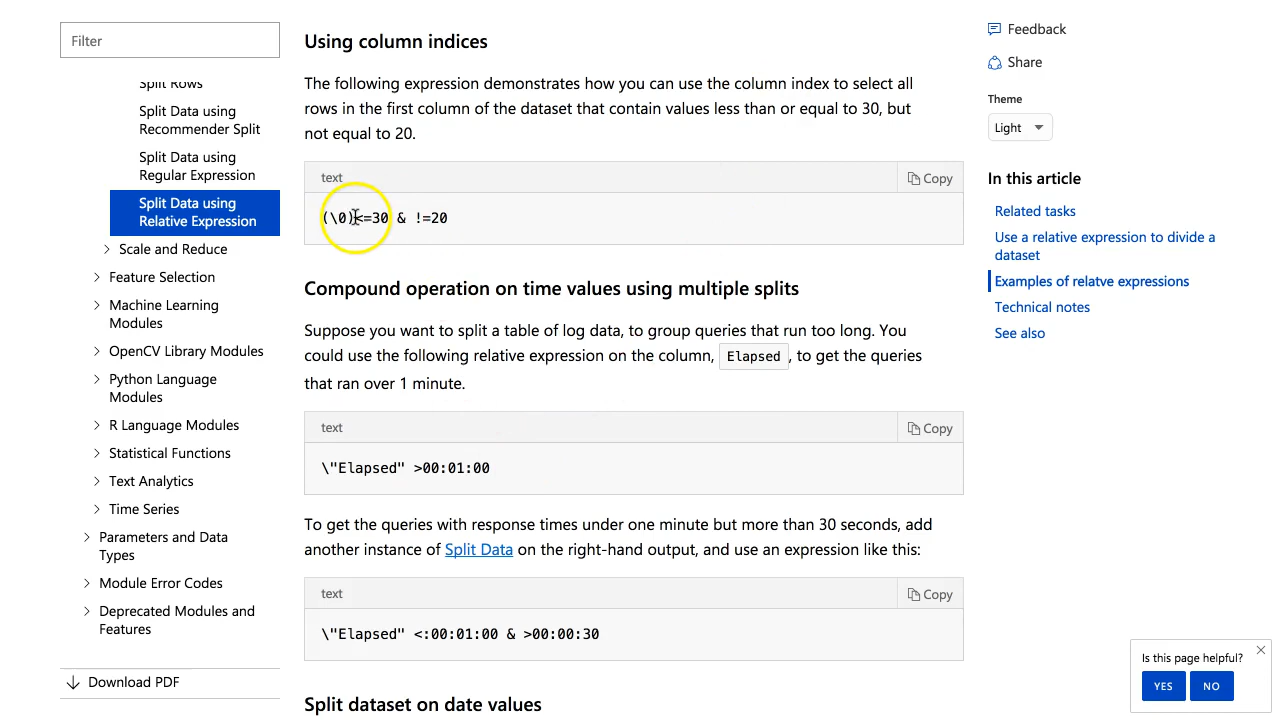 Filter
Split Rows
Split Data using
Recommender Split
Split Data using
Regular Expression
Split Data using
Relative Expression
Scale and Reduce
Feature Selection
Machine Learning
Modules
OpenCV Library Modules
Python Language
Modules
R Language Modules
Statistical Functions
Text Analytics
Time Series
Parameters and Data
Types
Module Error Codes
Deprecated Modules and
Features
Download PDF
Using column indices
The following expression demonstrates how you can use the column index to select all
rows in the first column of the dataset that contain values less than or equal to 30, but
not equal to 20.
text
Copy
(\0)<=30 & !=20
Compound operation on time values using multiple splits
Suppose you want to split a table of log data, to group queries that run too long. You
could use the following relative expression on the column, Elapsed, to get the queries
that ran over 1 minute.
text
Copy
\"Elapsed" >00:01:00
To get the queries with response times under one minute but more than 30 seconds, add
another instance of Split Data on the right-hand output, and use an expression like this:
text
Copy
\"Elapsed" <:00:01:00 & >00:00:30
Split dataset on date values
Feedback
Share
Theme
Light
In this article
Related tasks
Use a relative expression to divide a
dataset
Examples of relatve expressions
Technical notes
See also
Is this page helpful?
YES
NO